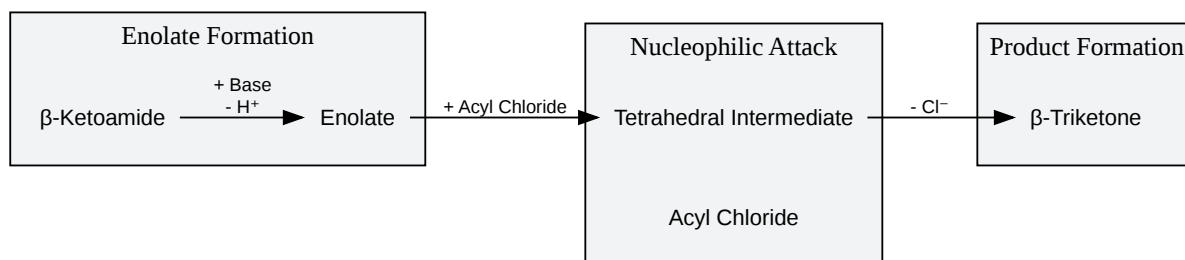 Enolate Formation
+ Base
- H⁺
β-Ketoamide
Enolate
+ Acyl Chloride
Nucleophilic Attack
Tetrahedral Intermediate
Acyl Chloride
- Cl⁻
Product Formation
β-Triketone